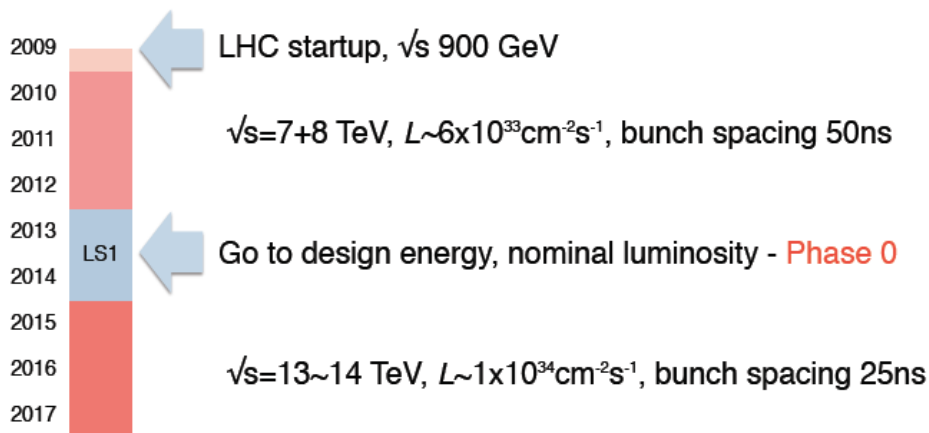 2009 LHC startup, √s 900 GeV
2010
√s=7+8 TeV, L~6x10³³cm⁻²s⁻¹, bunch spacing 50ns
2011
2012
2013
LS1 Go to design energy, nominal luminosity - Phase 0
2014
2015
2016 √s=13~14 TeV, L~1x10³⁴cm⁻²s⁻¹, bunch spacing 25ns
2017